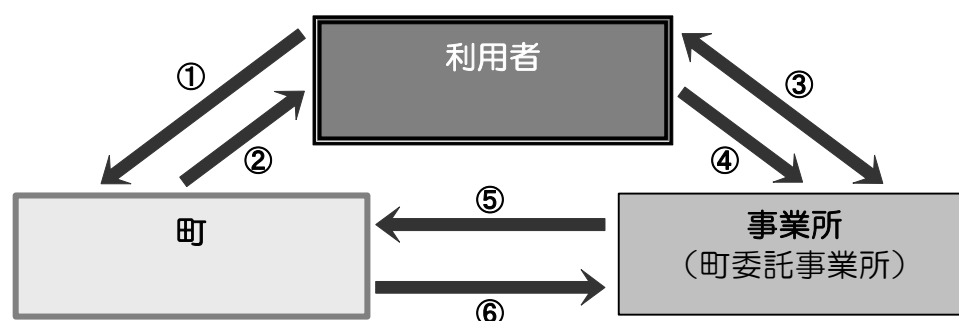 利用者
①
③
②
④
町
⑤
事業所
（町委託事業所）
⑥